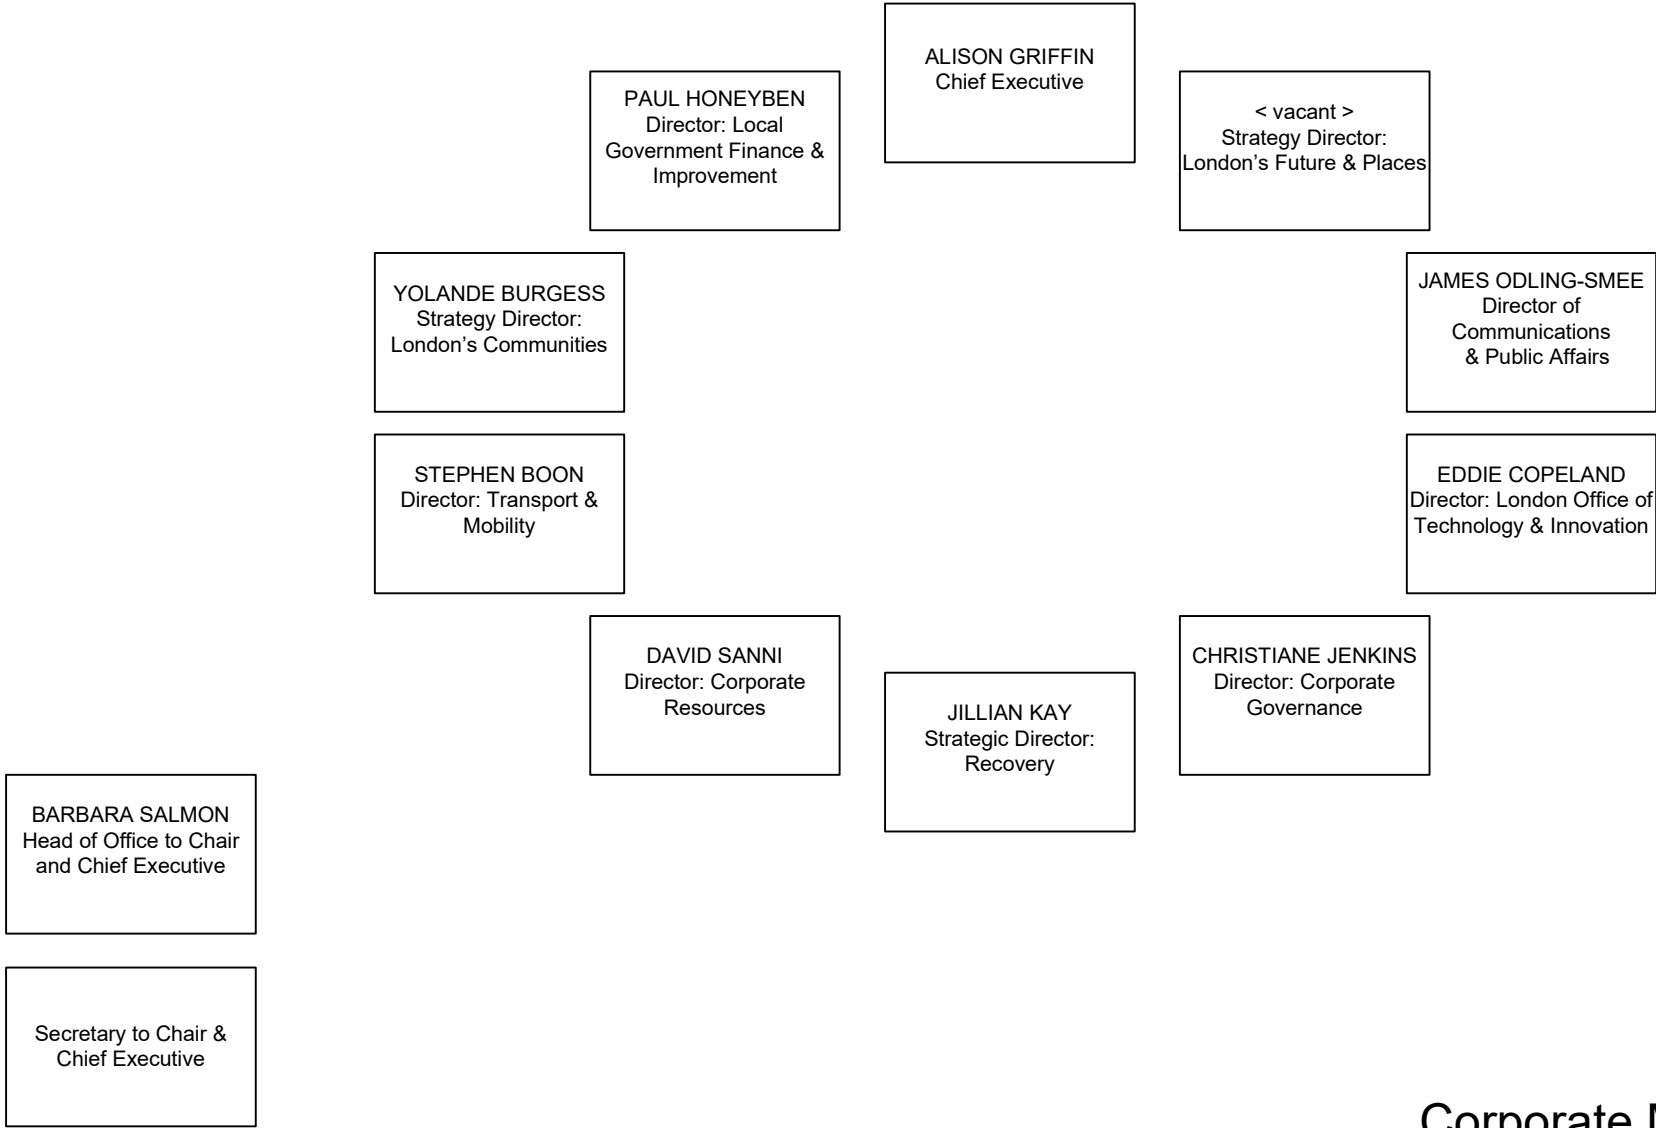 ALISON GRIFFIN
Chief Executive
PAUL HONEYBEN
Director: Local
Government Finance &
Improvement
< vacant >
Strategy Director:
London's Future & Places
YOLANDE BURGESS
Strategy Director:
London's Communities
JAMES ODLING-SMEE
Director of
Communications
& Public Affairs
STEPHEN BOON
Director: Transport &
Mobility
EDDIE COPELAND
Director: London Office of
Technology & Innovation
DAVID SANNI
Director: Corporate
Resources
JILLIAN KAY
Strategic Director:
Recovery
CHRISTIANE JENKINS
Director: Corporate
Governance
BARBARA SALMON
Head of Office to Chair
and Chief Executive
Secretary to Chair &
Chief Executive
Corporate